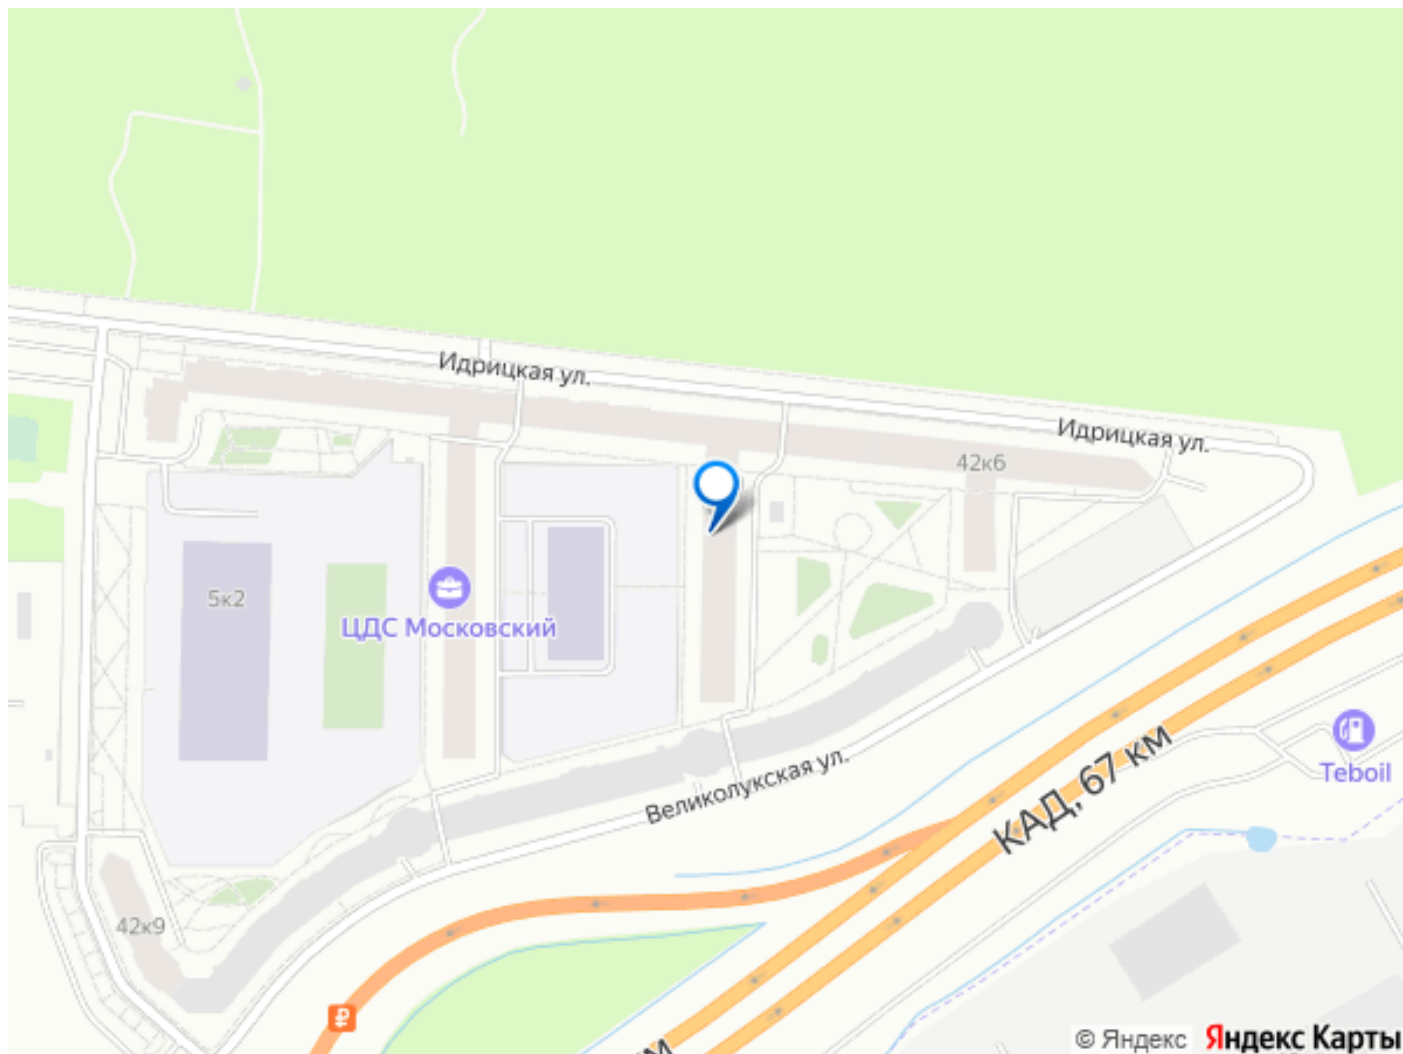 Идрицкая ул.
Идрицкая ул.
42к6
5к2
ЦДС Московский
Великолукская ул.
КАД, 67 км
Teboil
42к9
₽
© Яндекс Яндекс Карты